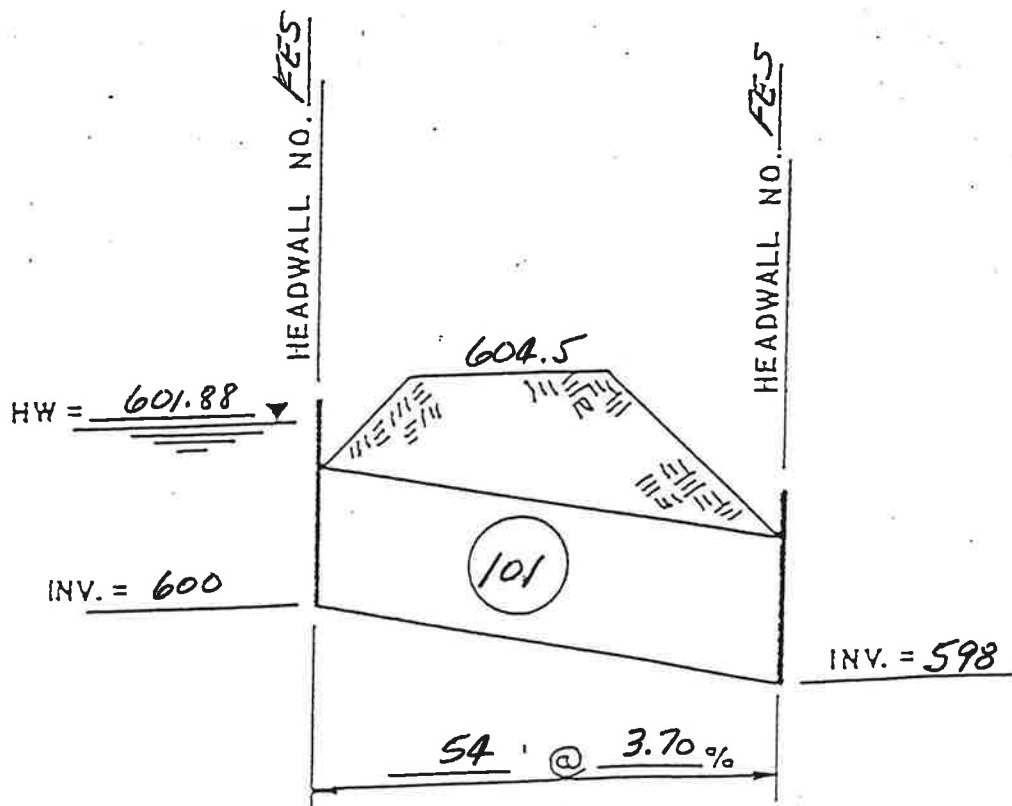 HEADWALL NO. FES
HEADWALL NO. FES
604.5
HW = 601.88
101
INV. = 600
INV. = 598
54 ' @ 3.70 %